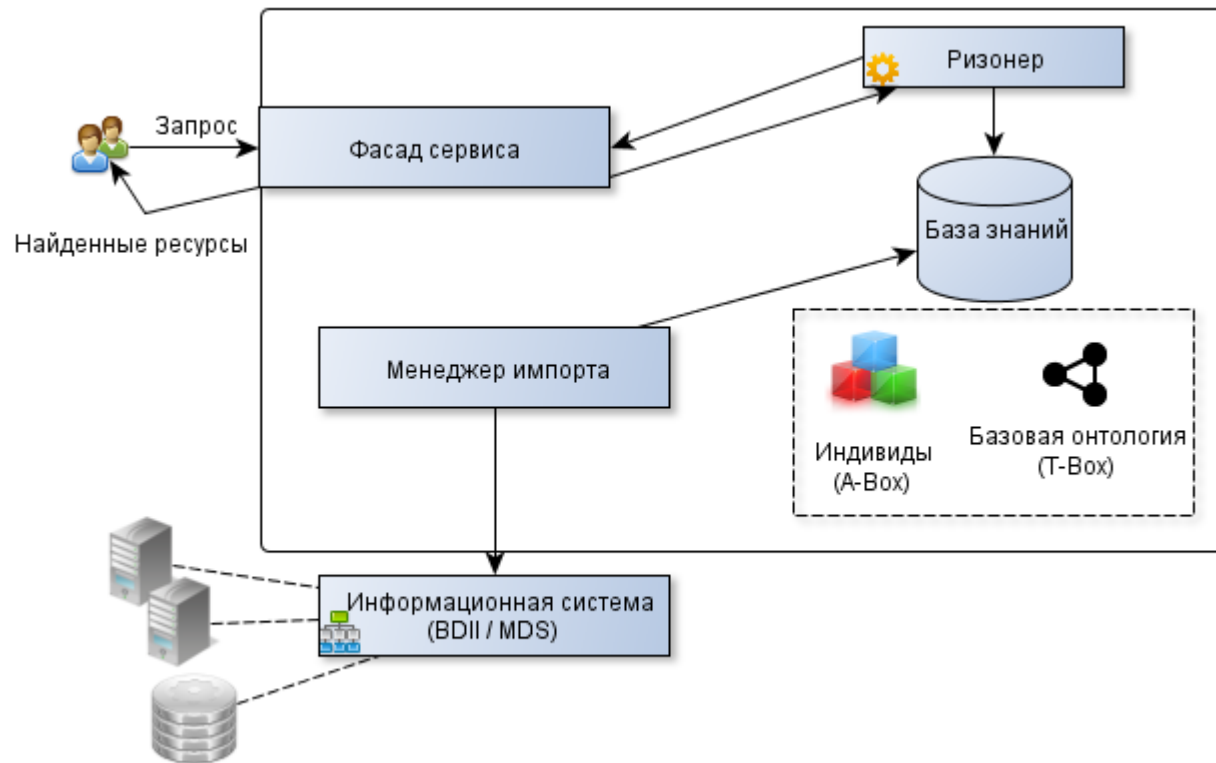 Ризонер
Запрос
Фасад сервиса
База знаний
Найденные ресурсы
Менеджер импорта
Индивиды
(A-Box)
Базовая онтология
(T-Box)
Информационная система
(BDII / MDS)